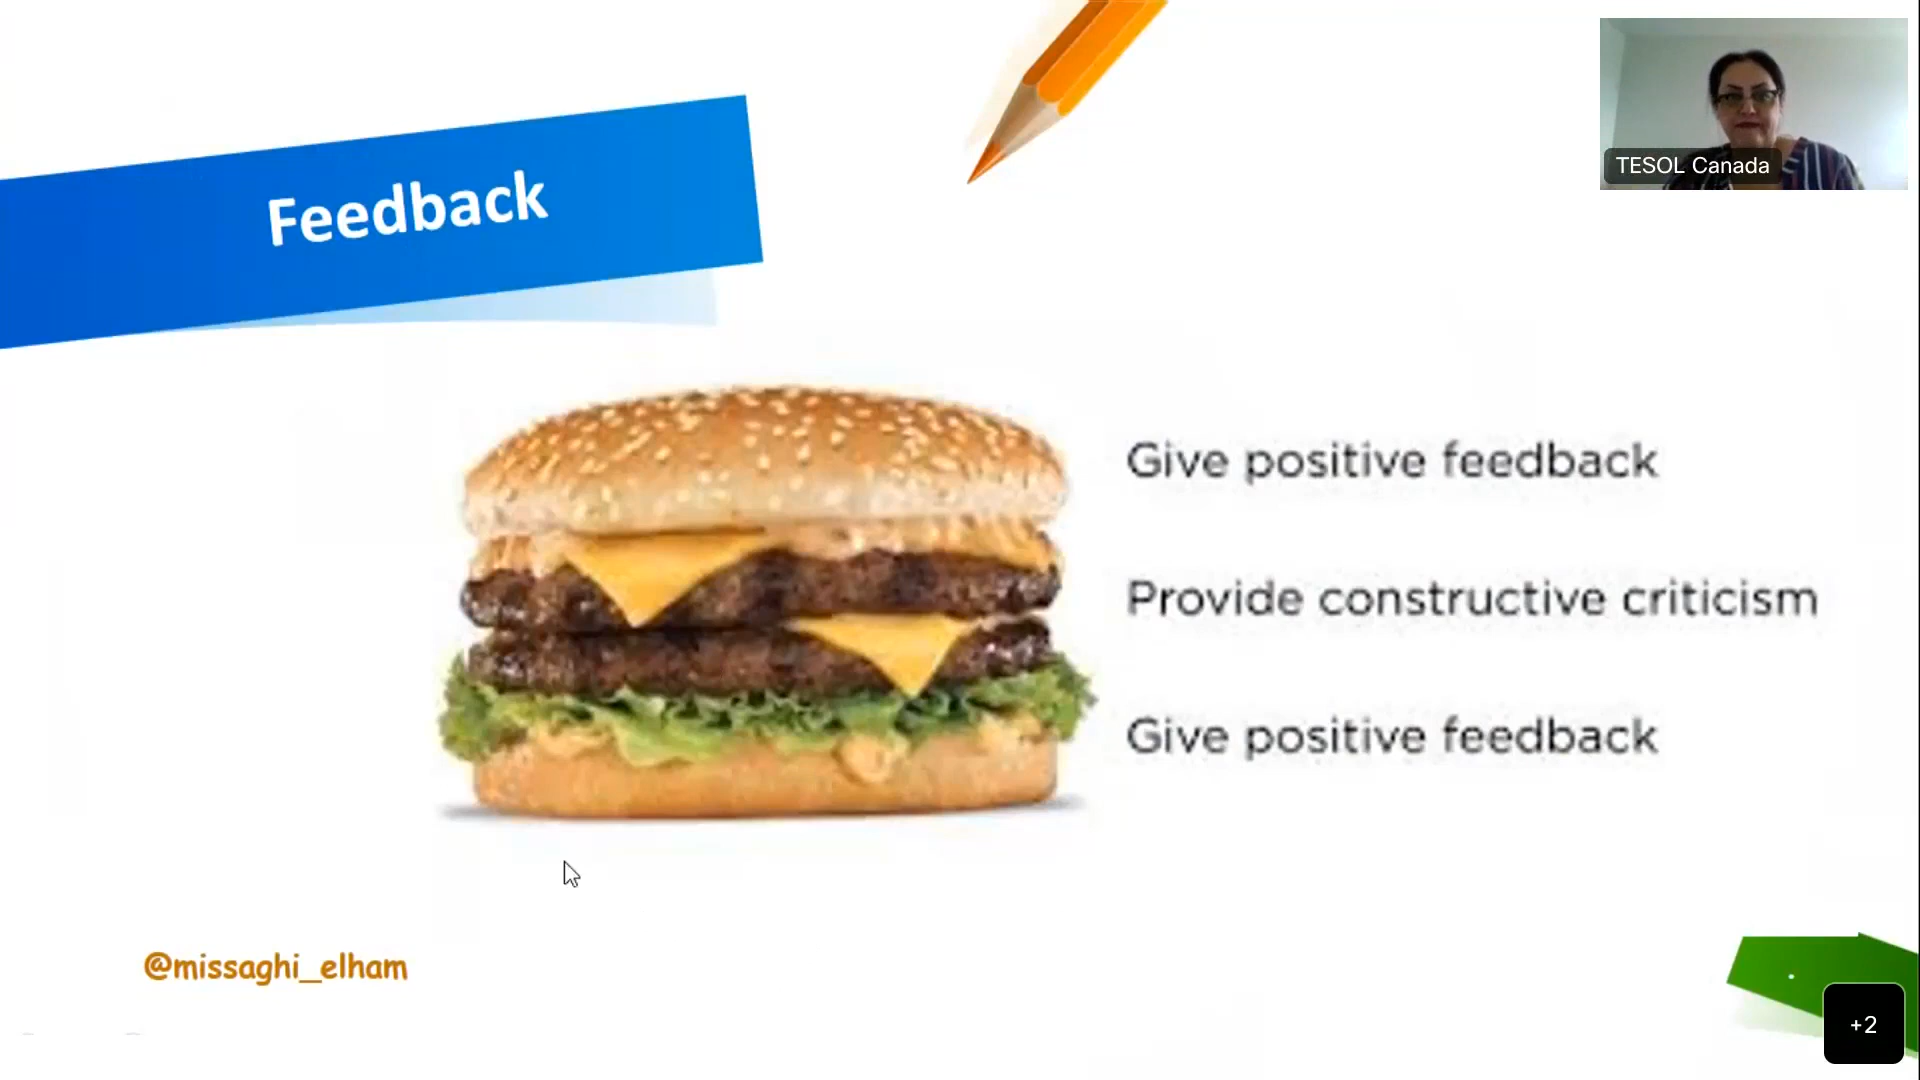 TESOL Canada
Feedback
Give positive feedback
Provide constructive criticism
Give positive feedback
@missaghi_elham
+2